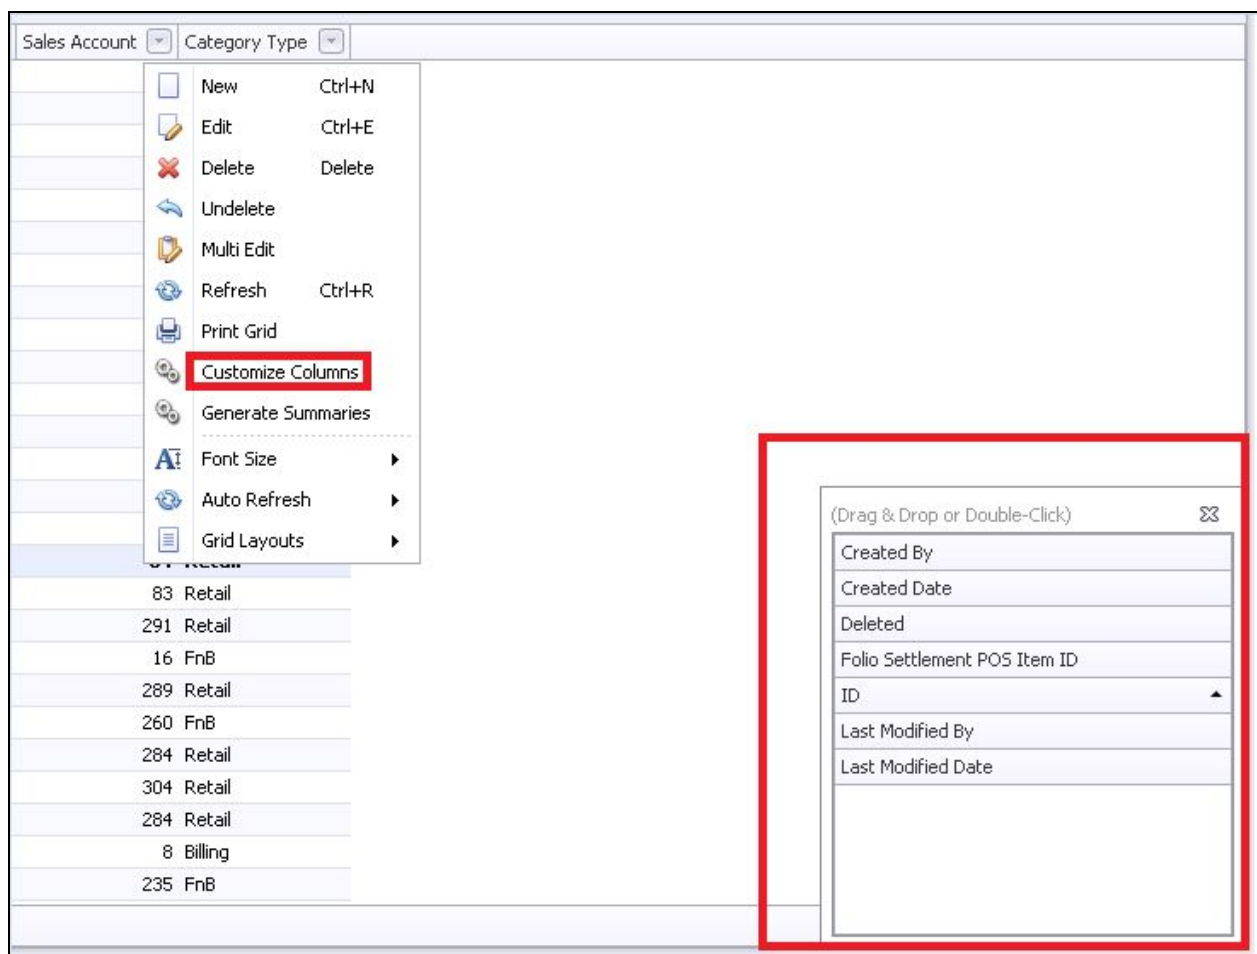 Sales Account Category Type
New Ctrl+N
Edit Ctrl+E
Delete Delete
Undelete
Multi Edit
Refresh Ctrl+R
Print Grid
Customize Columns
Generate Summaries
Font Size
Auto Refresh
Grid Layouts
(Drag & Drop or Double-Click)
Created By
Created Date
Deleted
Folio Settlement POS Item ID
ID
Last Modified By
Last Modified Date
83 Retail
291 Retail
16 FnB
289 Retail
260 FnB
284 Retail
304 Retail
284 Retail
8 Billing
235 FnB